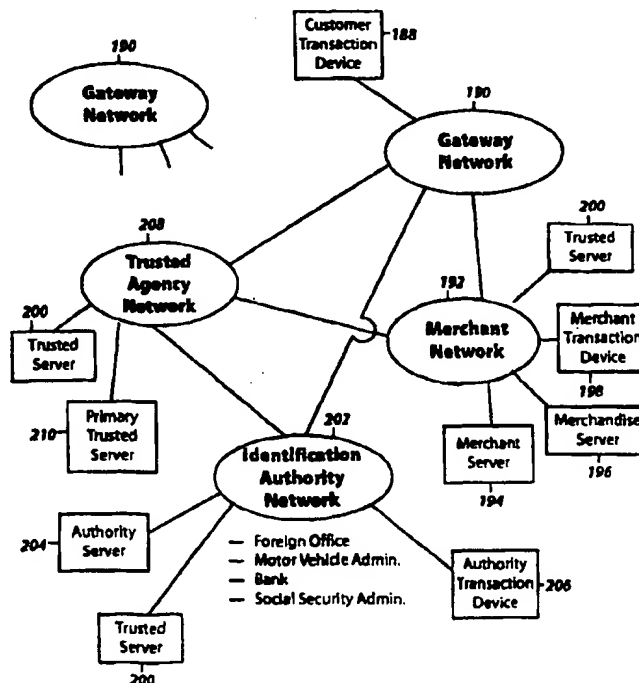 Customer
Transaction
Device
188
190
Gateway
Network
190
Gateway
Network
208
Trusted
Agency
Network
200
Trusted
Server
192
Merchant
Network
200
Trusted
Server
Merchant
Transaction
Device
198
210
Primary
Trusted
Server
Merchandise
Server
196
Merchant
Server
194
202
Identification
Authority
Network
— Foreign Office
— Motor Vehicle Admin.
— Bank
— Social Security Admin.
204
Authority
Server
Authority
Transaction
Device
206
Trusted
Server
200